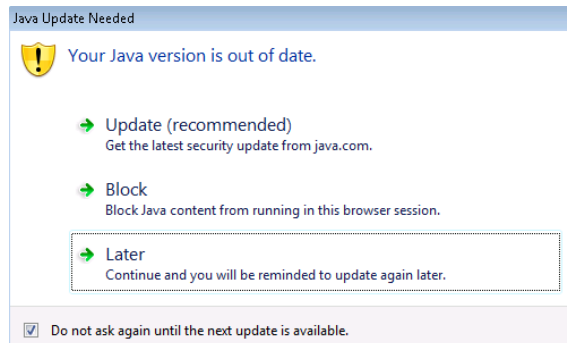 Java Update Needed
Your Java version is out of date.
Update (recommended)
Get the latest security update from java.com.
Block
Block Java content from running in this browser session.
Later
Continue and you will be reminded to update again later.
Do not ask again until the next update is available.